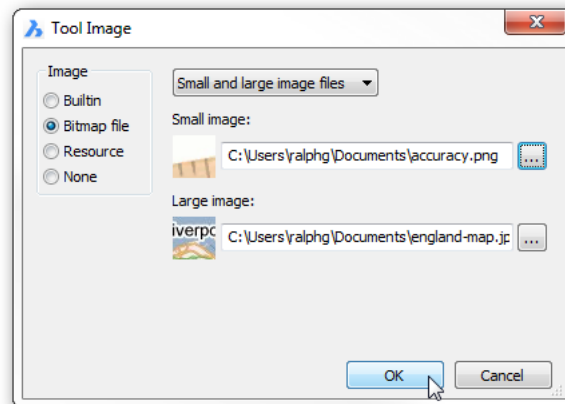 Tool Image
Image
Builtin
Bitmap file
Resource
None
Small and large image files
Small image:
C:\Users\ralphg\Documents\accuracy.png
...
Large image:
iverpo
C:\Users\ralphg\Documents\england-map.jp
...
OK
Cancel